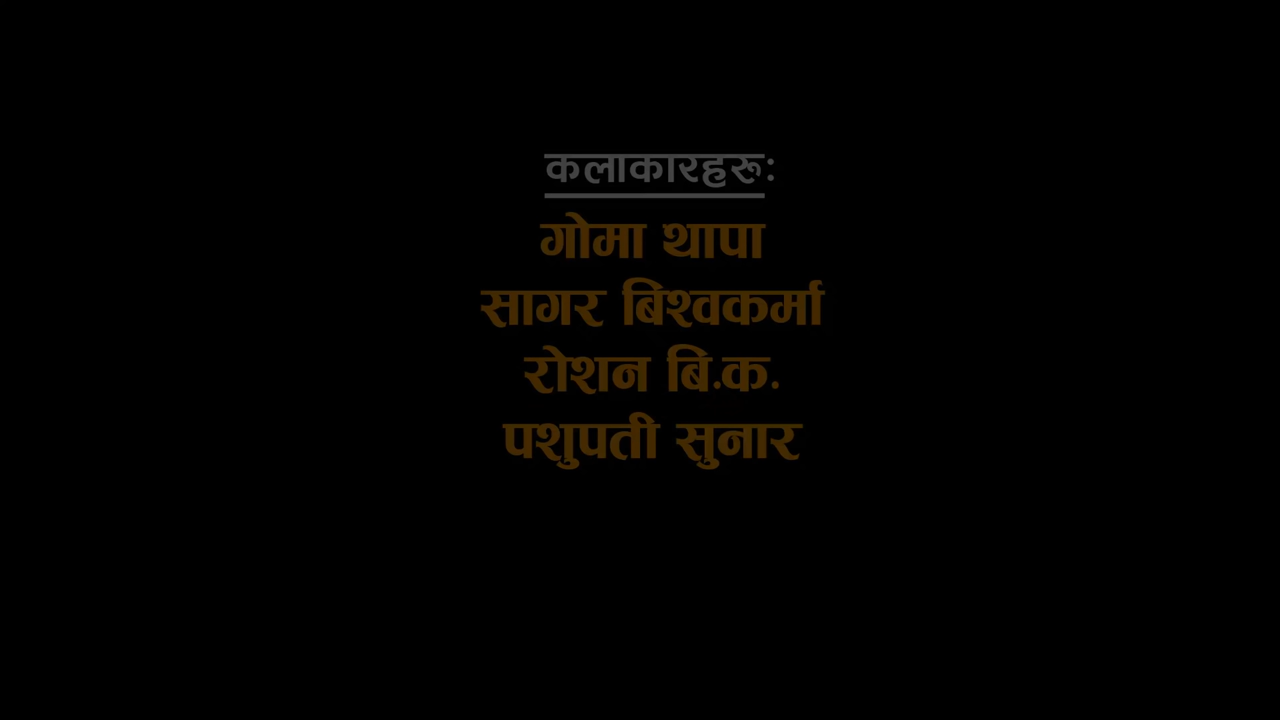 कलाकारहरू:
गोमा थापा
सागर बिश्वकर्मा
रोशन बि.क.
पशुपती सुनार